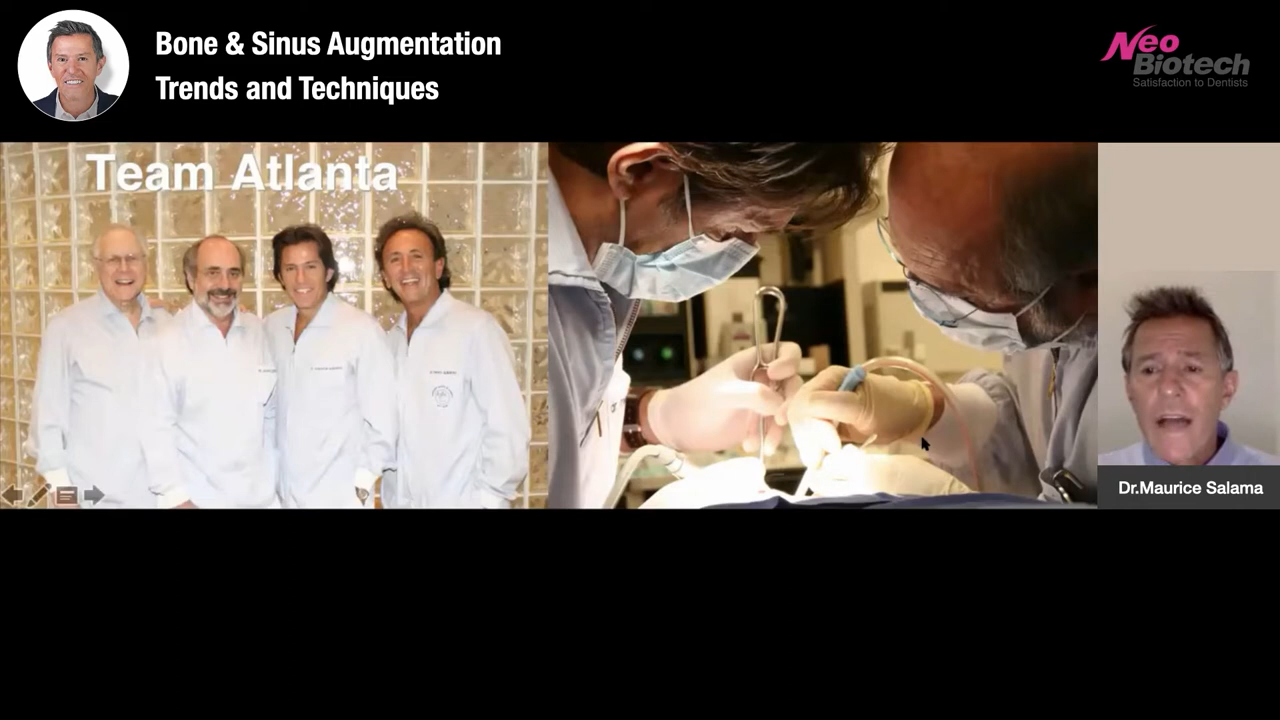 Bone & Sinus Augmentation
Trends and Techniques
Neo
Biotech
Satisfaction to Dentists
Team Atlanta
Dr.Maurice Salama